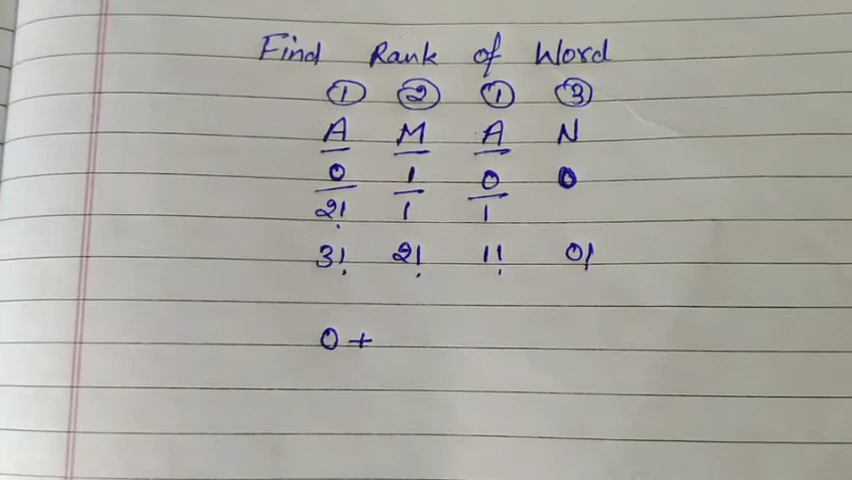 Find Rank of Word
① ② ① ③
A M A N
0 1 0 0
2! 1 1
3! 2! 1! 0!
0 +